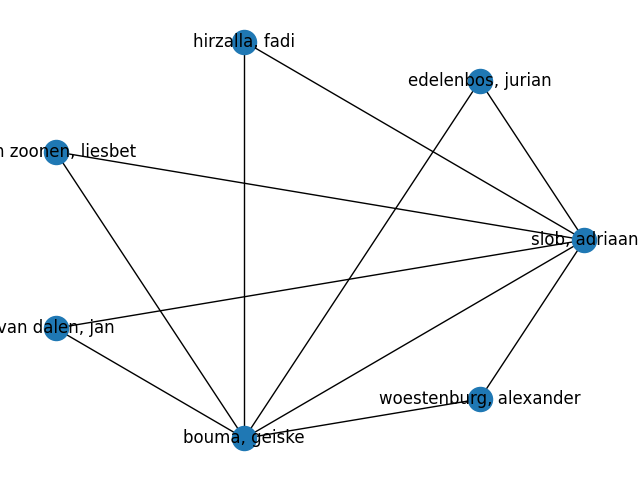 hirzalla, fadi
edelenbos, jurian
zoonen, liesbet
slob, adriaan
van dalen, jan
woestenburg, alexander
bouma, geiske